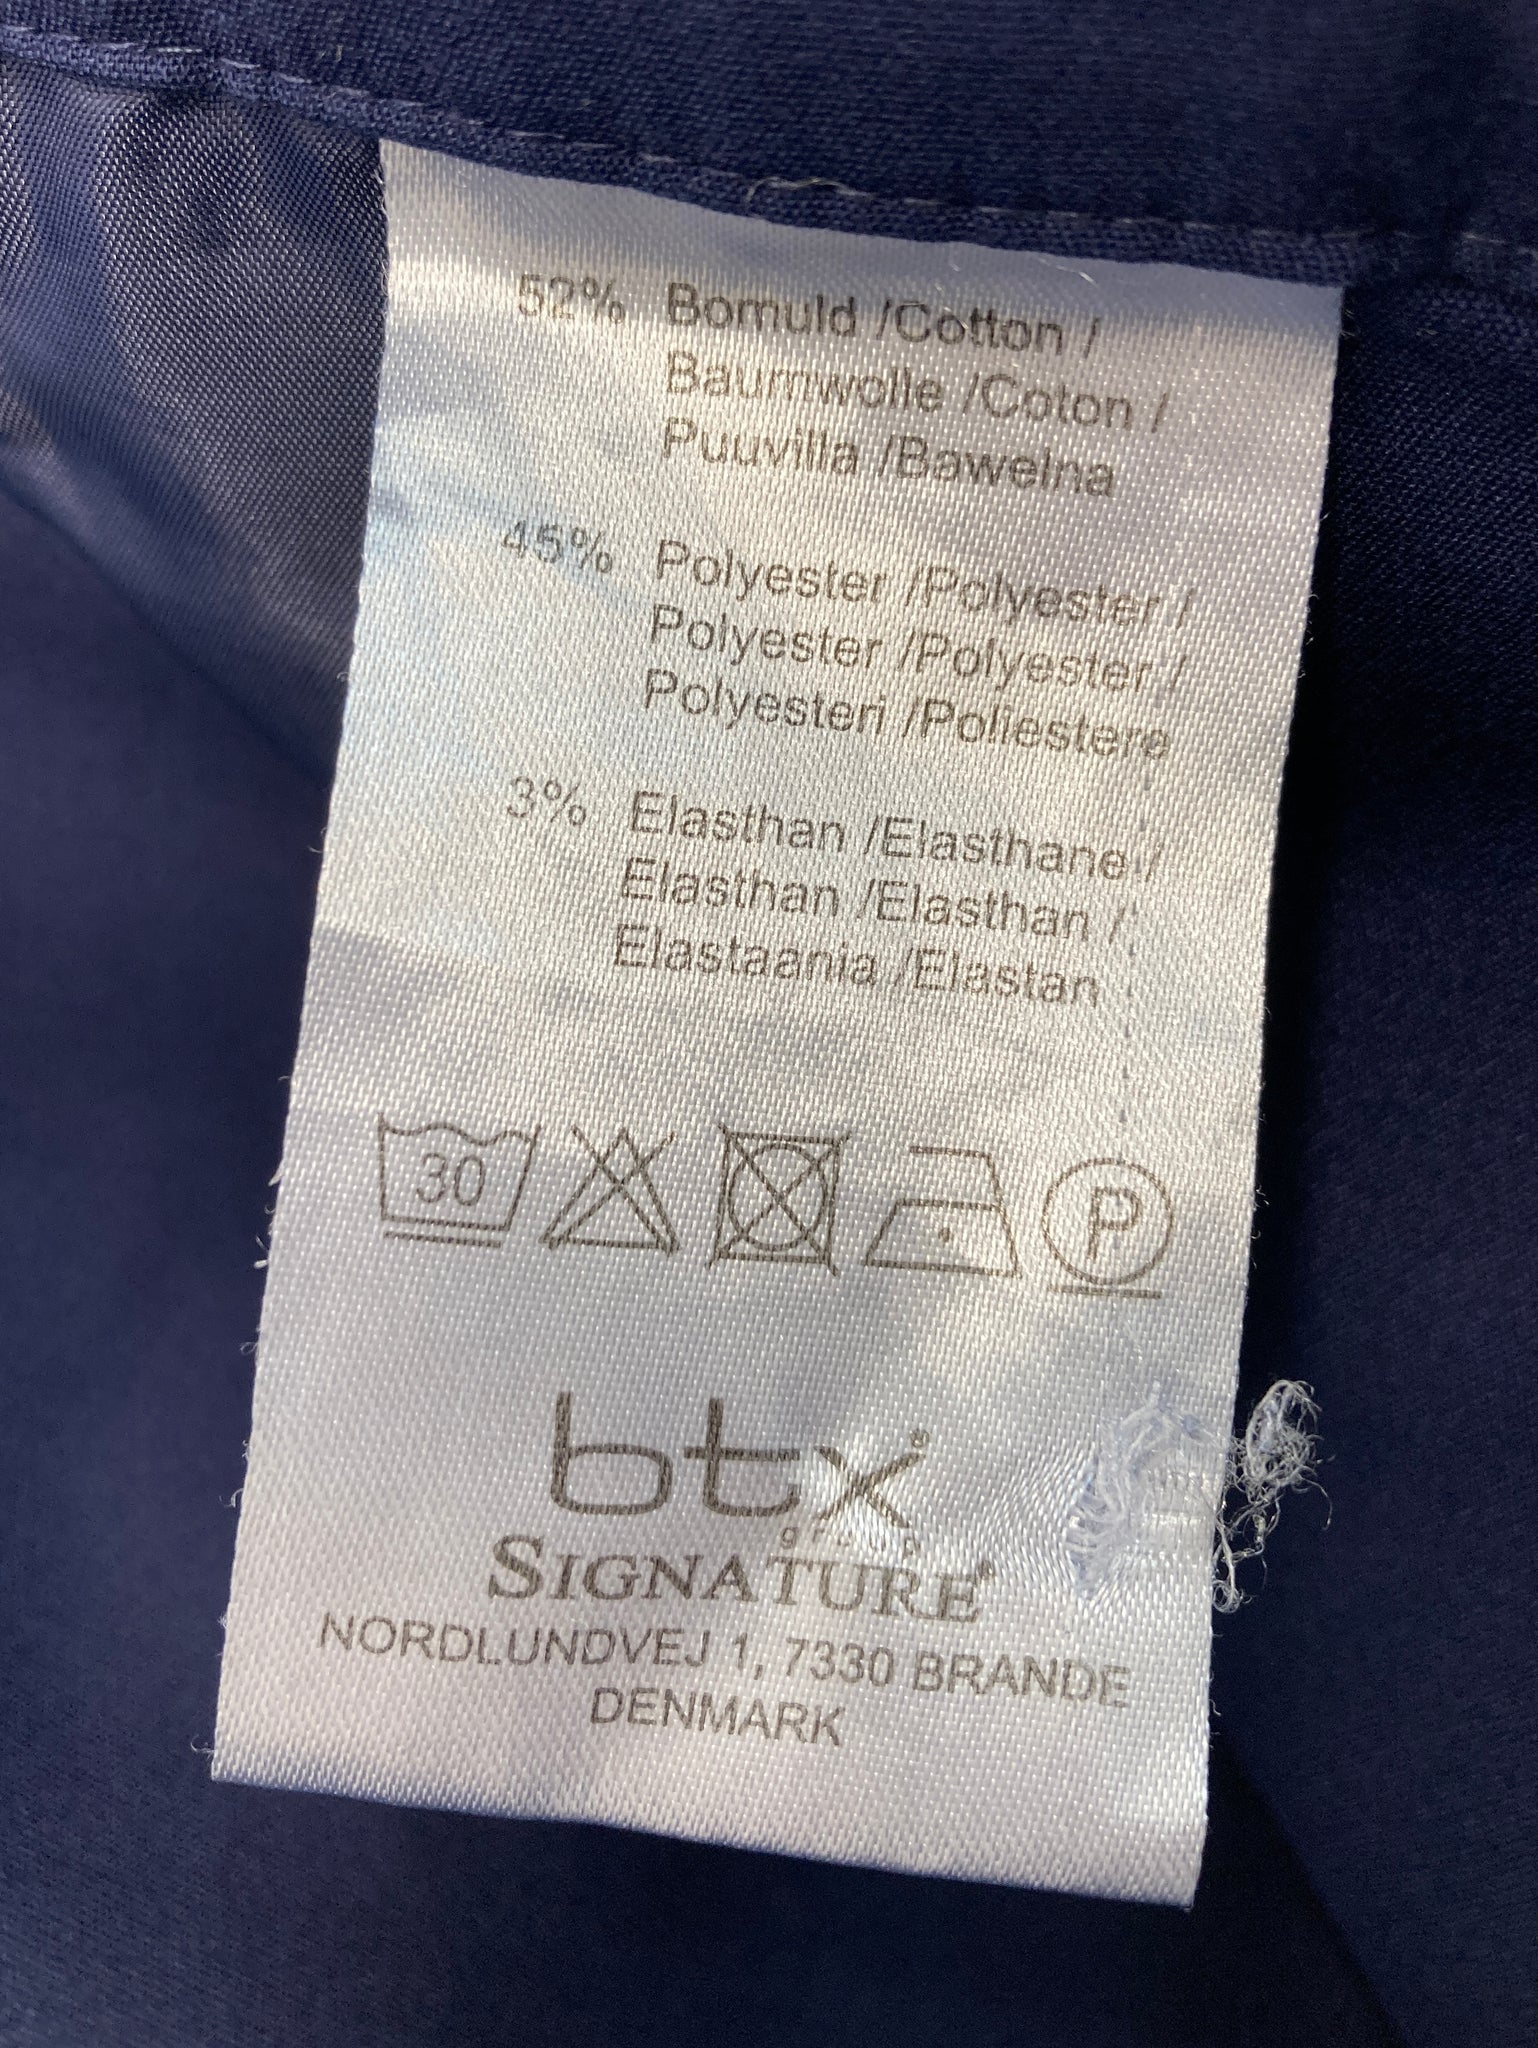 52% Bomuld /Cotton /
Baumwolle /Coton /
Puuvilla /Bawelna
45% Polyester /Polyester /
Polyester /Polyester /
Polyesteri /Poliestere
3% Elasthan /Elasthane /
Elasthan /Elasthan /
Elastaania /Elastan
30
P
btx®
group
SIGNATURE
NORDLUNDVEJ 1, 7330 BRANDE
DENMARK